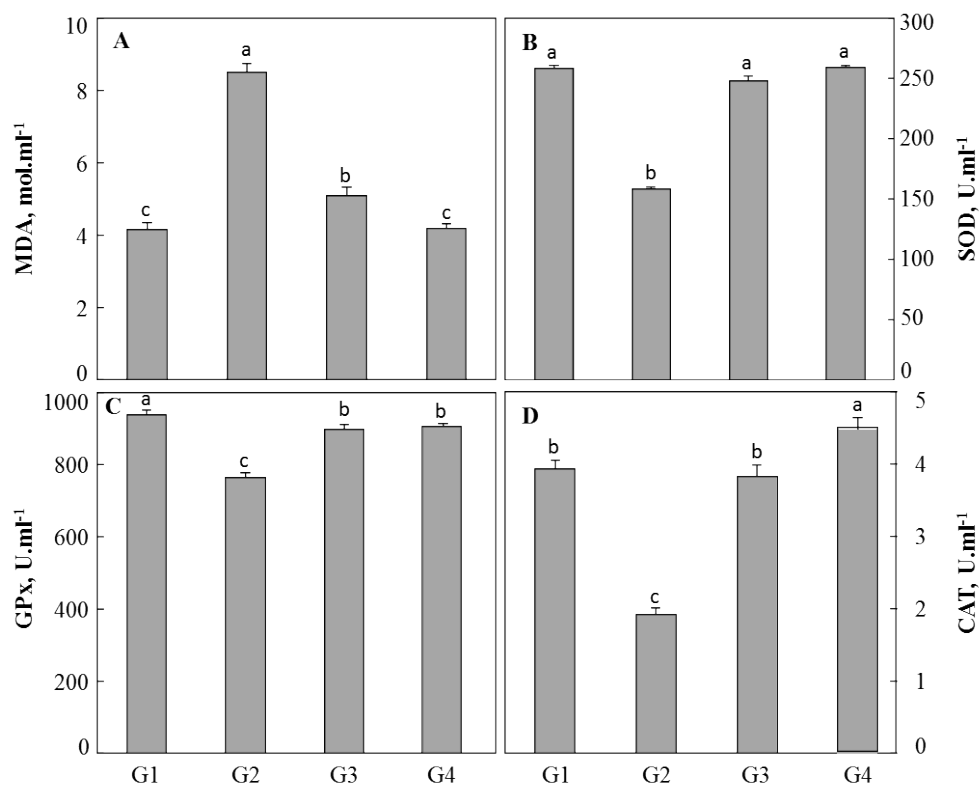 A
10
8
6
4
2
0
MDA, mol.ml⁻¹
c
a
b
c
B
300
250
200
150
100
50
0
SOD, U.ml⁻¹
a
b
a
a
C
1000
800
600
400
200
0
GPx, U.ml⁻¹
a
c
b
b
G1 G2 G3 G4
D
5
4
3
2
1
0
CAT, U.ml⁻¹
b
c
b
a
G1 G2 G3 G4